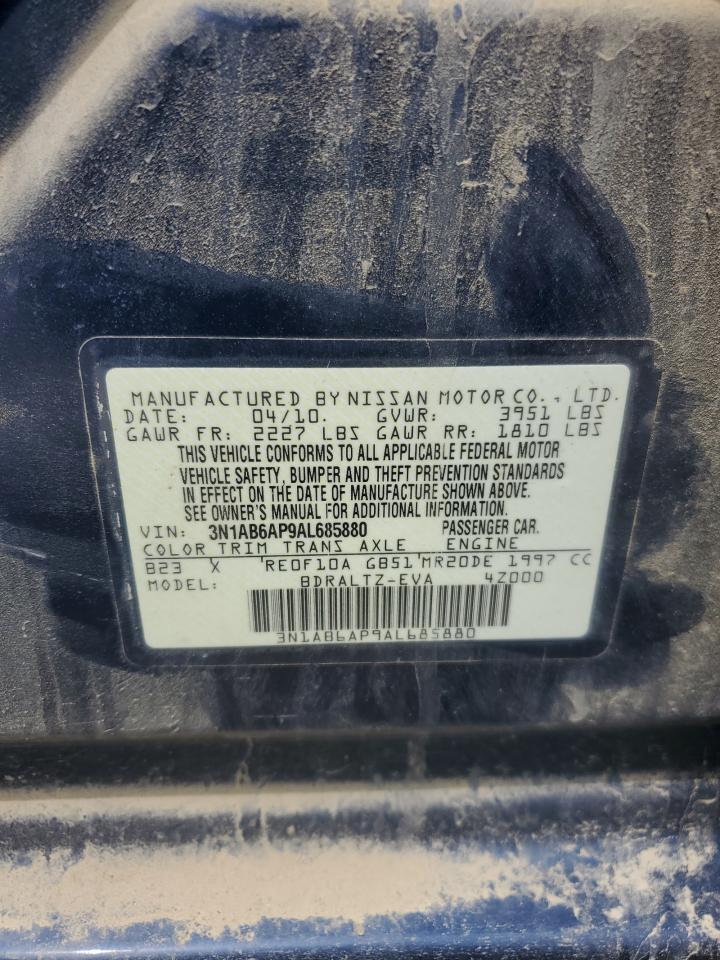 MANUFACTURED BY NISSAN MOTOR CO., LTD.
DATE: 04/10. GVWR: 3951 LBS
GAWR FR: 2227 LBS GAWR RR: 1810 LBS
THIS VEHICLE CONFORMS TO ALL APPLICABLE FEDERAL MOTOR
VEHICLE SAFETY, BUMPER AND THEFT PREVENTION STANDARDS
IN EFFECT ON THE DATE OF MANUFACTURE SHOWN ABOVE.
SEE OWNER'S MANUAL FOR ADDITIONAL INFORMATION.
VIN: 3N1AB6AP9AL685880 PASSENGER CAR.
COLOR TRIM TRANS AXLE ENGINE
B23 X RE0F10A GB51 MR20DE 1997 CC
MODEL: BDRALTZ-EVA 4Z000
3N1AB6AP9AL685880